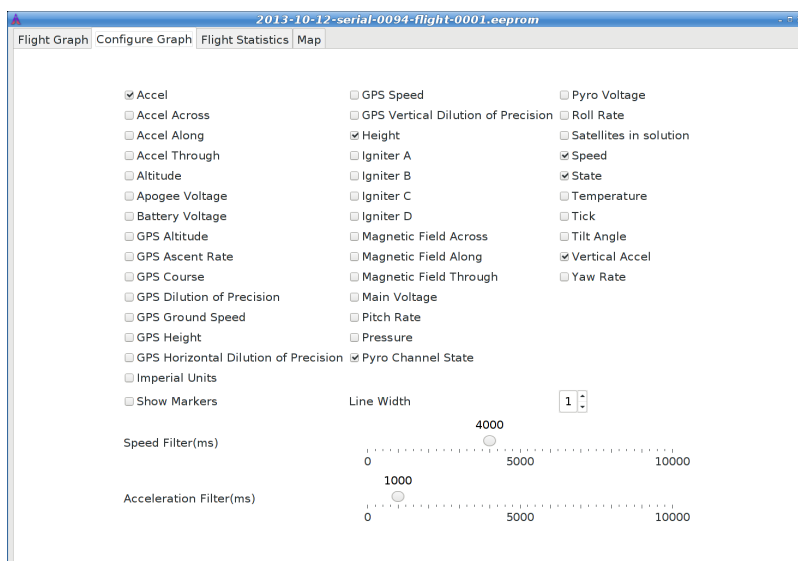 2013-10-12-serial-0094-flight-0001.eeprom
Flight Graph Configure Graph Flight Statistics Map
Accel GPS Speed Pyro Voltage
Accel Across GPS Vertical Dilution of Precision Roll Rate
Accel Along Height Satellites in solution
Accel Through Igniter A Speed
Altitude Igniter B State
Apogee Voltage Igniter C Temperature
Battery Voltage Igniter D Tick
GPS Altitude Magnetic Field Across Tilt Angle
GPS Ascent Rate Magnetic Field Along Vertical Accel
GPS Course Magnetic Field Through Yaw Rate
GPS Dilution of Precision Main Voltage
GPS Ground Speed Pitch Rate
GPS Height Pressure
GPS Horizontal Dilution of Precision Pyro Channel State
Imperial Units
Show Markers Line Width 1
4000
Speed Filter(ms)
0 5000 10000
1000
Acceleration Filter(ms)
0 5000 10000